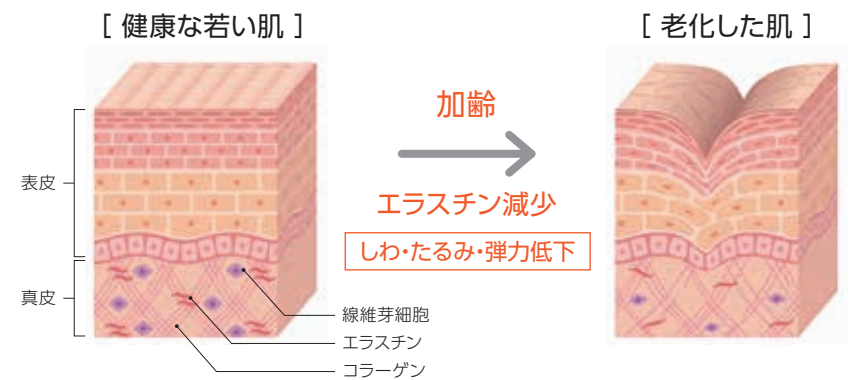 [ 健康な若い肌 ]
[ 老化した肌 ]
加齢
エラスチン減少
しわ・たるみ・弾力低下
表皮
真皮
線維芽細胞
エラスチン
コラーゲン